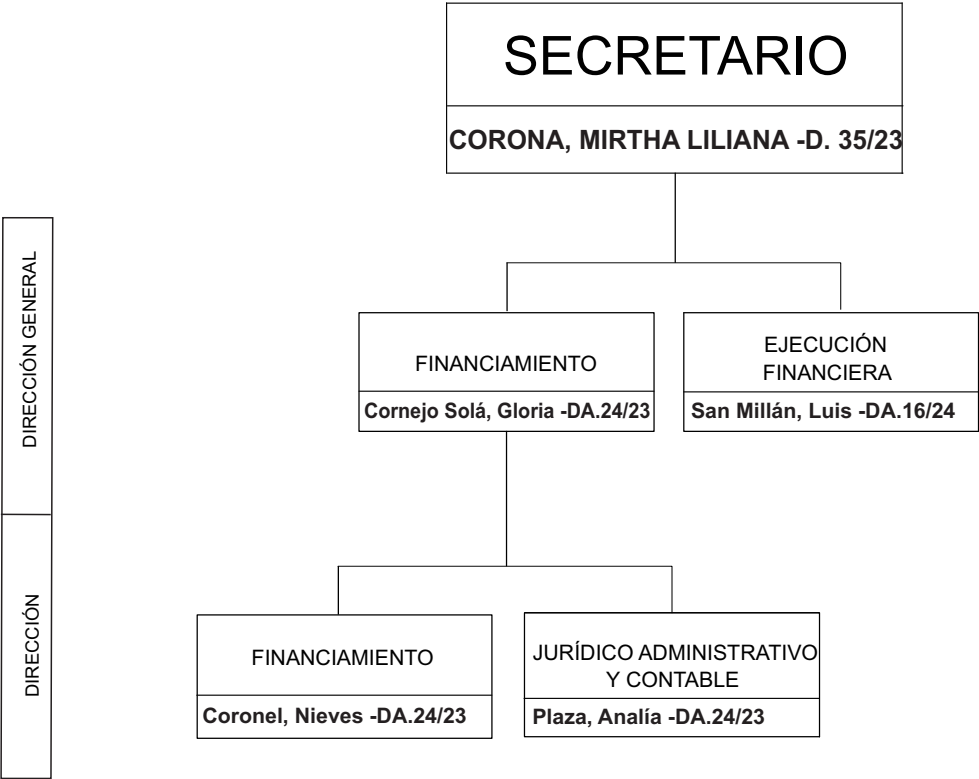 SECRETARIO
CORONA, MIRTHA LILIANA -D. 35/23
DIRECCIÓN GENERAL
FINANCIAMIENTO
Cornejo Solá, Gloria -DA.24/23
EJECUCIÓN
FINANCIERA
San Millán, Luis -DA.16/24
DIRECCIÓN
FINANCIAMIENTO
Coronel, Nieves -DA.24/23
JURÍDICO ADMINISTRATIVO
Y CONTABLE
Plaza, Analía -DA.24/23